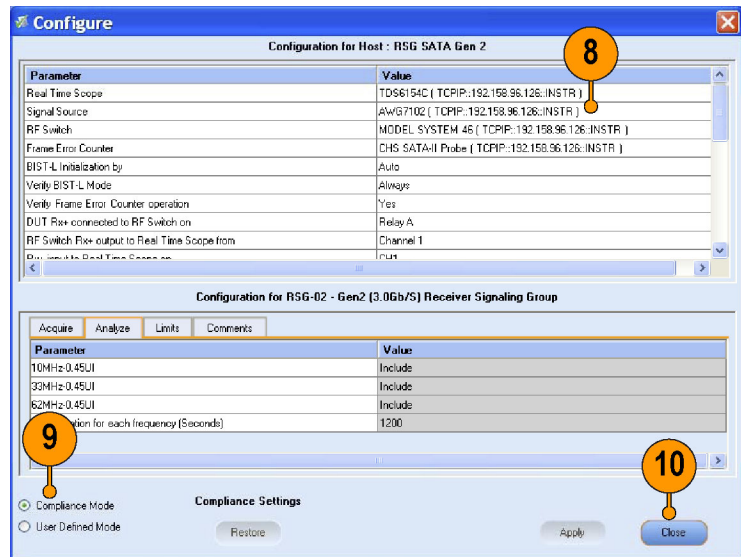 Configure
Configuration for Host : RSG SATA Gen 2
8
Parameter Value
Real Time Scope TDS6154C ( TCPIP::192.158.96.126::INSTR )
Signal Source AWG7102 ( TCPIP::192.158.96.126::INSTR )
RF Switch MODEL SYSTEM 46 ( TCPIP::192.158.96.126::INSTR )
Frame Error Counter CHS SATA-II Probe ( TCPIP::192.158.96.126::INSTR )
BIST-L Initialization by Auto
Verify BIST-L Mode Always
Verify Frame Error Counter operation Yes
DUT Rx+ connected to RF Switch on Relay A
RF Switch Rx+ output to Real Time Scope from Channel 1
Rx+ input to Real Time Scope on CH1
Configuration for RSG-02 - Gen2 (3.0Gb/S) Receiver Signaling Group
Acquire Analyze Limits Comments
Parameter Value
10MHz-0.45UI Include
33MHz-0.45UI Include
62MHz-0.45UI Include
for each frequency (Seconds) 1200
9
10
Compliance Mode Compliance Settings
User Defined Mode Restore Apply Close